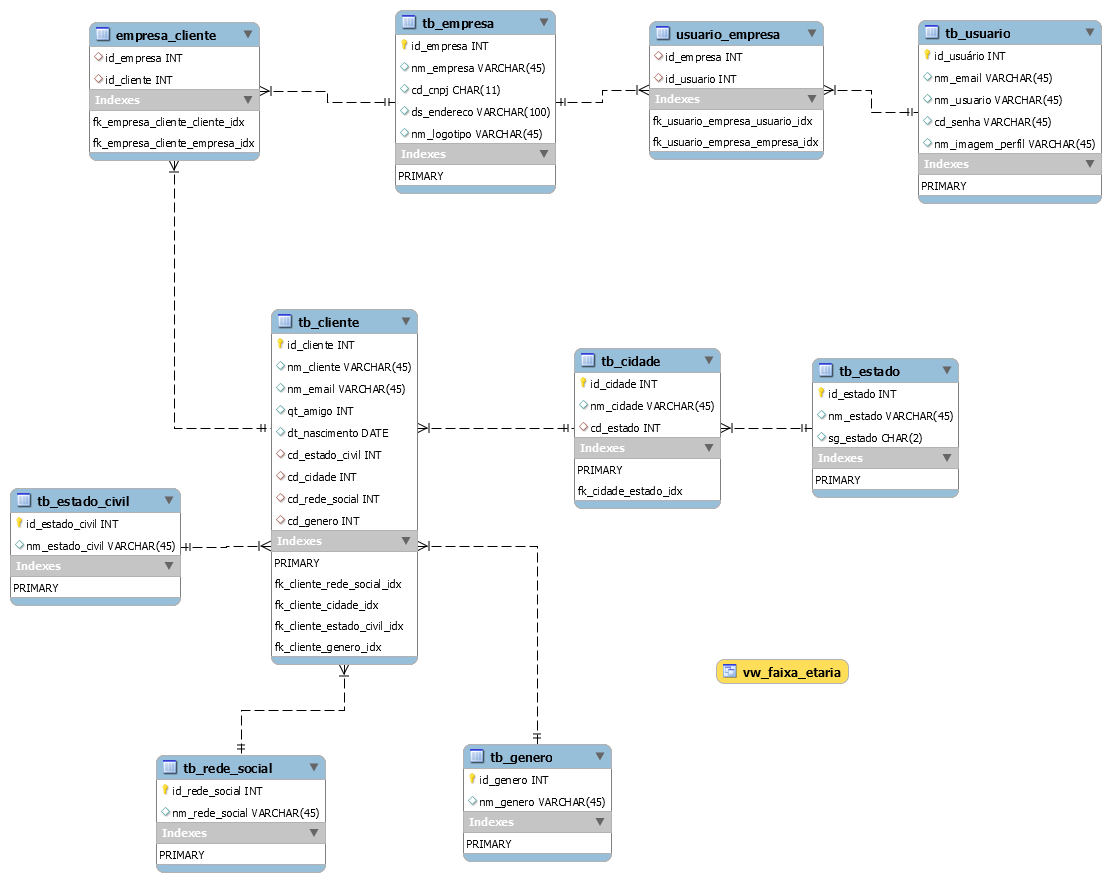 empresa_cliente
id_empresa INT
id_cliente INT
Indexes
fk_empresa_cliente_cliente_idx
fk_empresa_cliente_empresa_idx
tb_empresa
id_empresa INT
nm_empresa VARCHAR(45)
cd_cnpj CHAR(11)
ds_endereco VARCHAR(100)
nm_logotipo VARCHAR(45)
Indexes
PRIMARY
usuario_empresa
id_empresa INT
id_usuario INT
Indexes
fk_usuario_empresa_usuario_idx
fk_usuario_empresa_empresa_idx
tb_usuario
id_usuário INT
nm_email VARCHAR(45)
nm_usuario VARCHAR(45)
cd_senha VARCHAR(45)
nm_imagem_perfil VARCHAR(45)
Indexes
PRIMARY
tb_cliente
id_cliente INT
nm_cliente VARCHAR(45)
nm_email VARCHAR(45)
qt_amigo INT
dt_nascimento DATE
cd_estado_civil INT
cd_cidade INT
cd_rede_social INT
cd_genero INT
Indexes
PRIMARY
fk_cliente_rede_social_idx
fk_cliente_cidade_idx
fk_cliente_estado_civil_idx
fk_cliente_genero_idx
tb_cidade
id_cidade INT
nm_cidade VARCHAR(45)
cd_estado INT
Indexes
PRIMARY
fk_cidade_estado_idx
tb_estado
id_estado INT
nm_estado VARCHAR(45)
sg_estado CHAR(2)
Indexes
PRIMARY
tb_estado_civil
id_estado_civil INT
nm_estado_civil VARCHAR(45)
Indexes
PRIMARY
vw_faixa_etaria
tb_rede_social
id_rede_social INT
nm_rede_social VARCHAR(45)
Indexes
PRIMARY
tb_genero
id_genero INT
nm_genero VARCHAR(45)
Indexes
PRIMARY